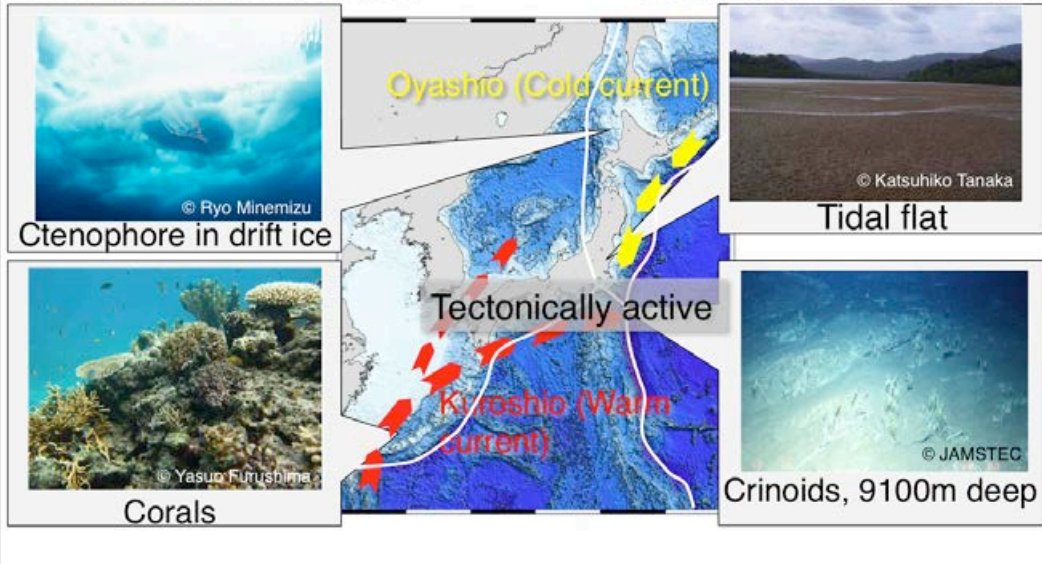 Oyashio (Cold current)
© Ryo Minemizu
Ctenophore in drift ice
© Katsuhiko Tanaka
Tidal flat
Tectonically active
Kuroshio (Warm
current)
© Yasuo Furushima
Corals
© JAMSTEC
Crinoids, 9100m deep